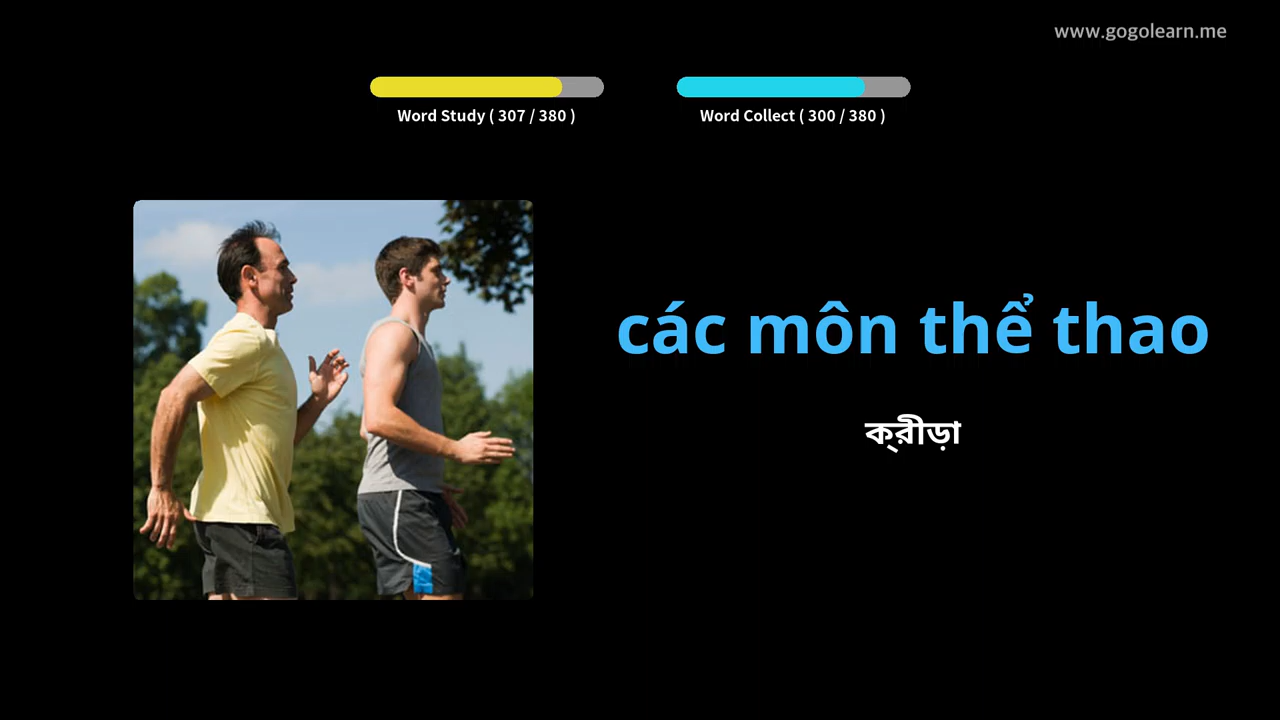 www.gogolearn.me
Word Study ( 307 / 380 )
Word Collect ( 300 / 380 )
các môn thể thao
ক্রীড়া